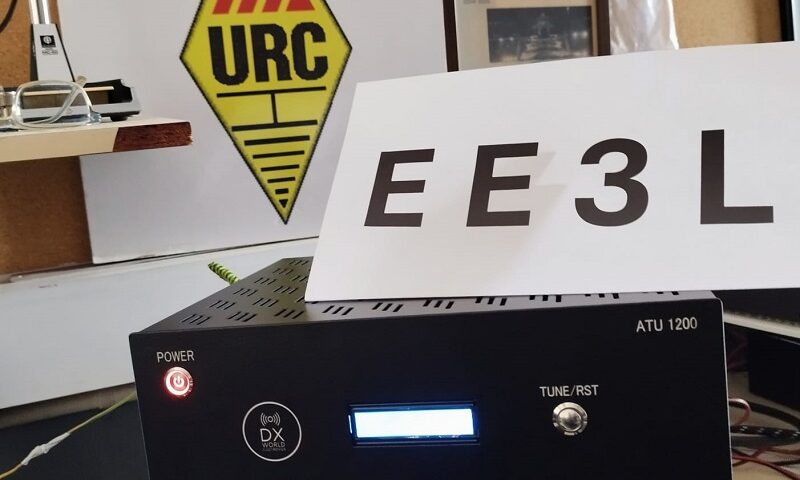 URC
EE3L
ATU 1200
POWER
TUNE/RST
DX
WORLD